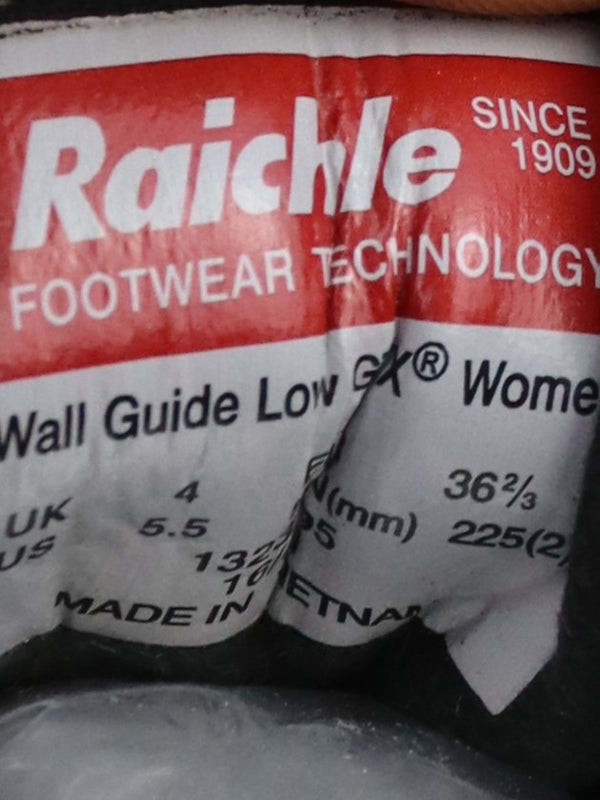 Raichle SINCE 1909
FOOTWEAR TECHNOLOGY
Wall Guide Low GTX® Wome
UK 4 36⅔
US 5.5 (mm) 225(2
MADE IN